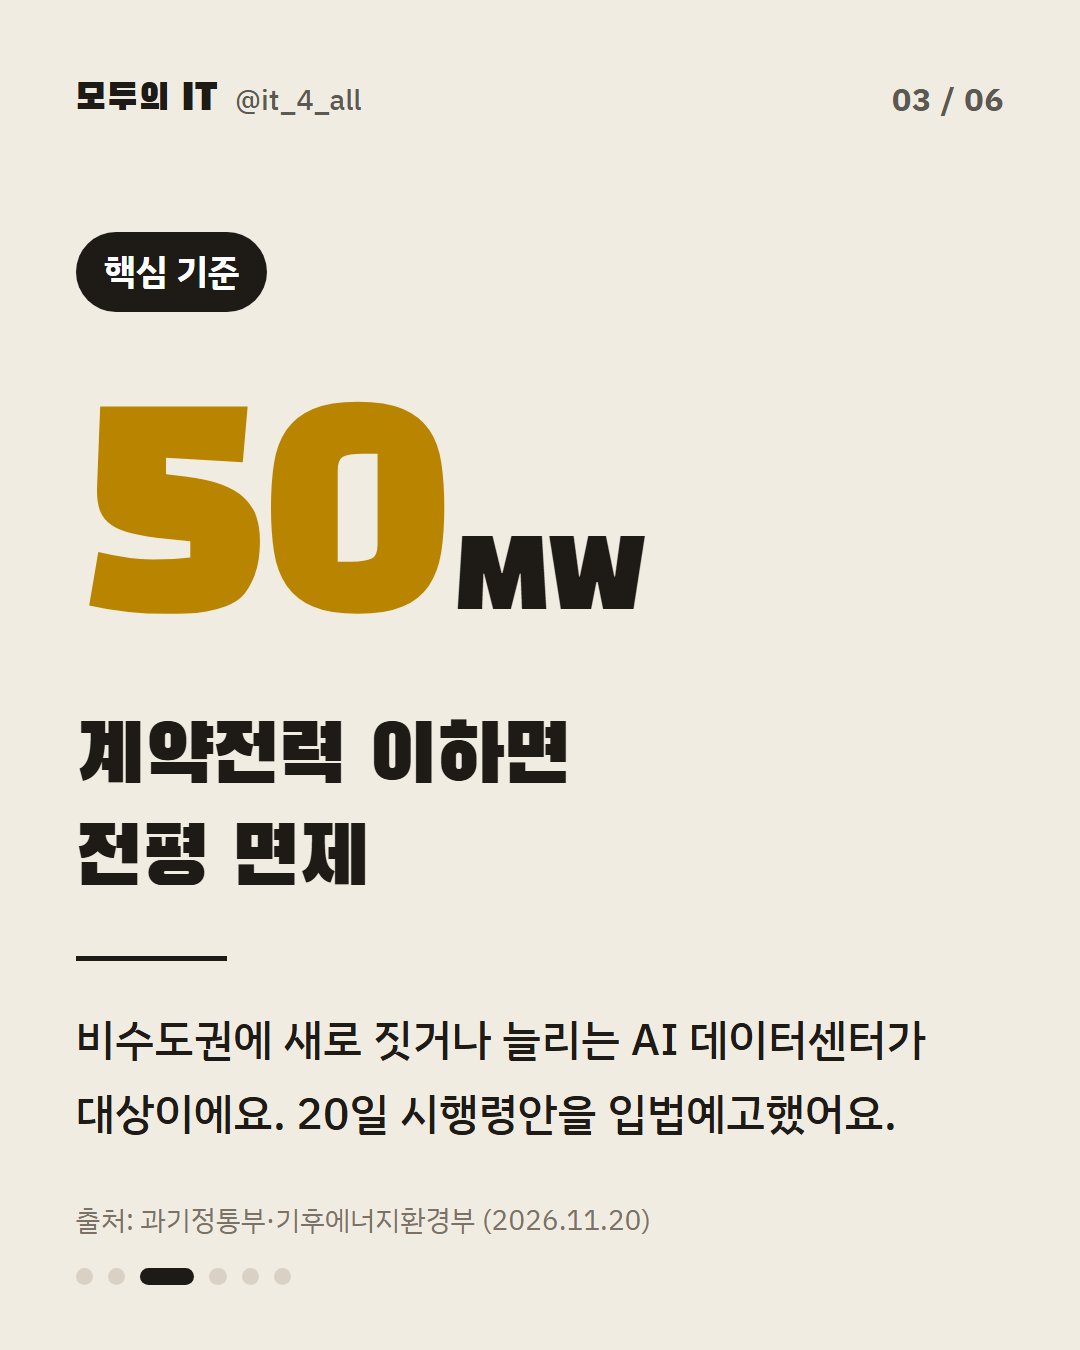 모두의 IT @it_4_all
03 / 06
핵심 기준
50MW
계약전력 이하면
전평 면제
비수도권에 새로 짓거나 늘리는 AI 데이터센터가
대상이에요. 20일 시행령안을 입법예고했어요.
출처: 과기정통부·기후에너지환경부 (2026.11.20)